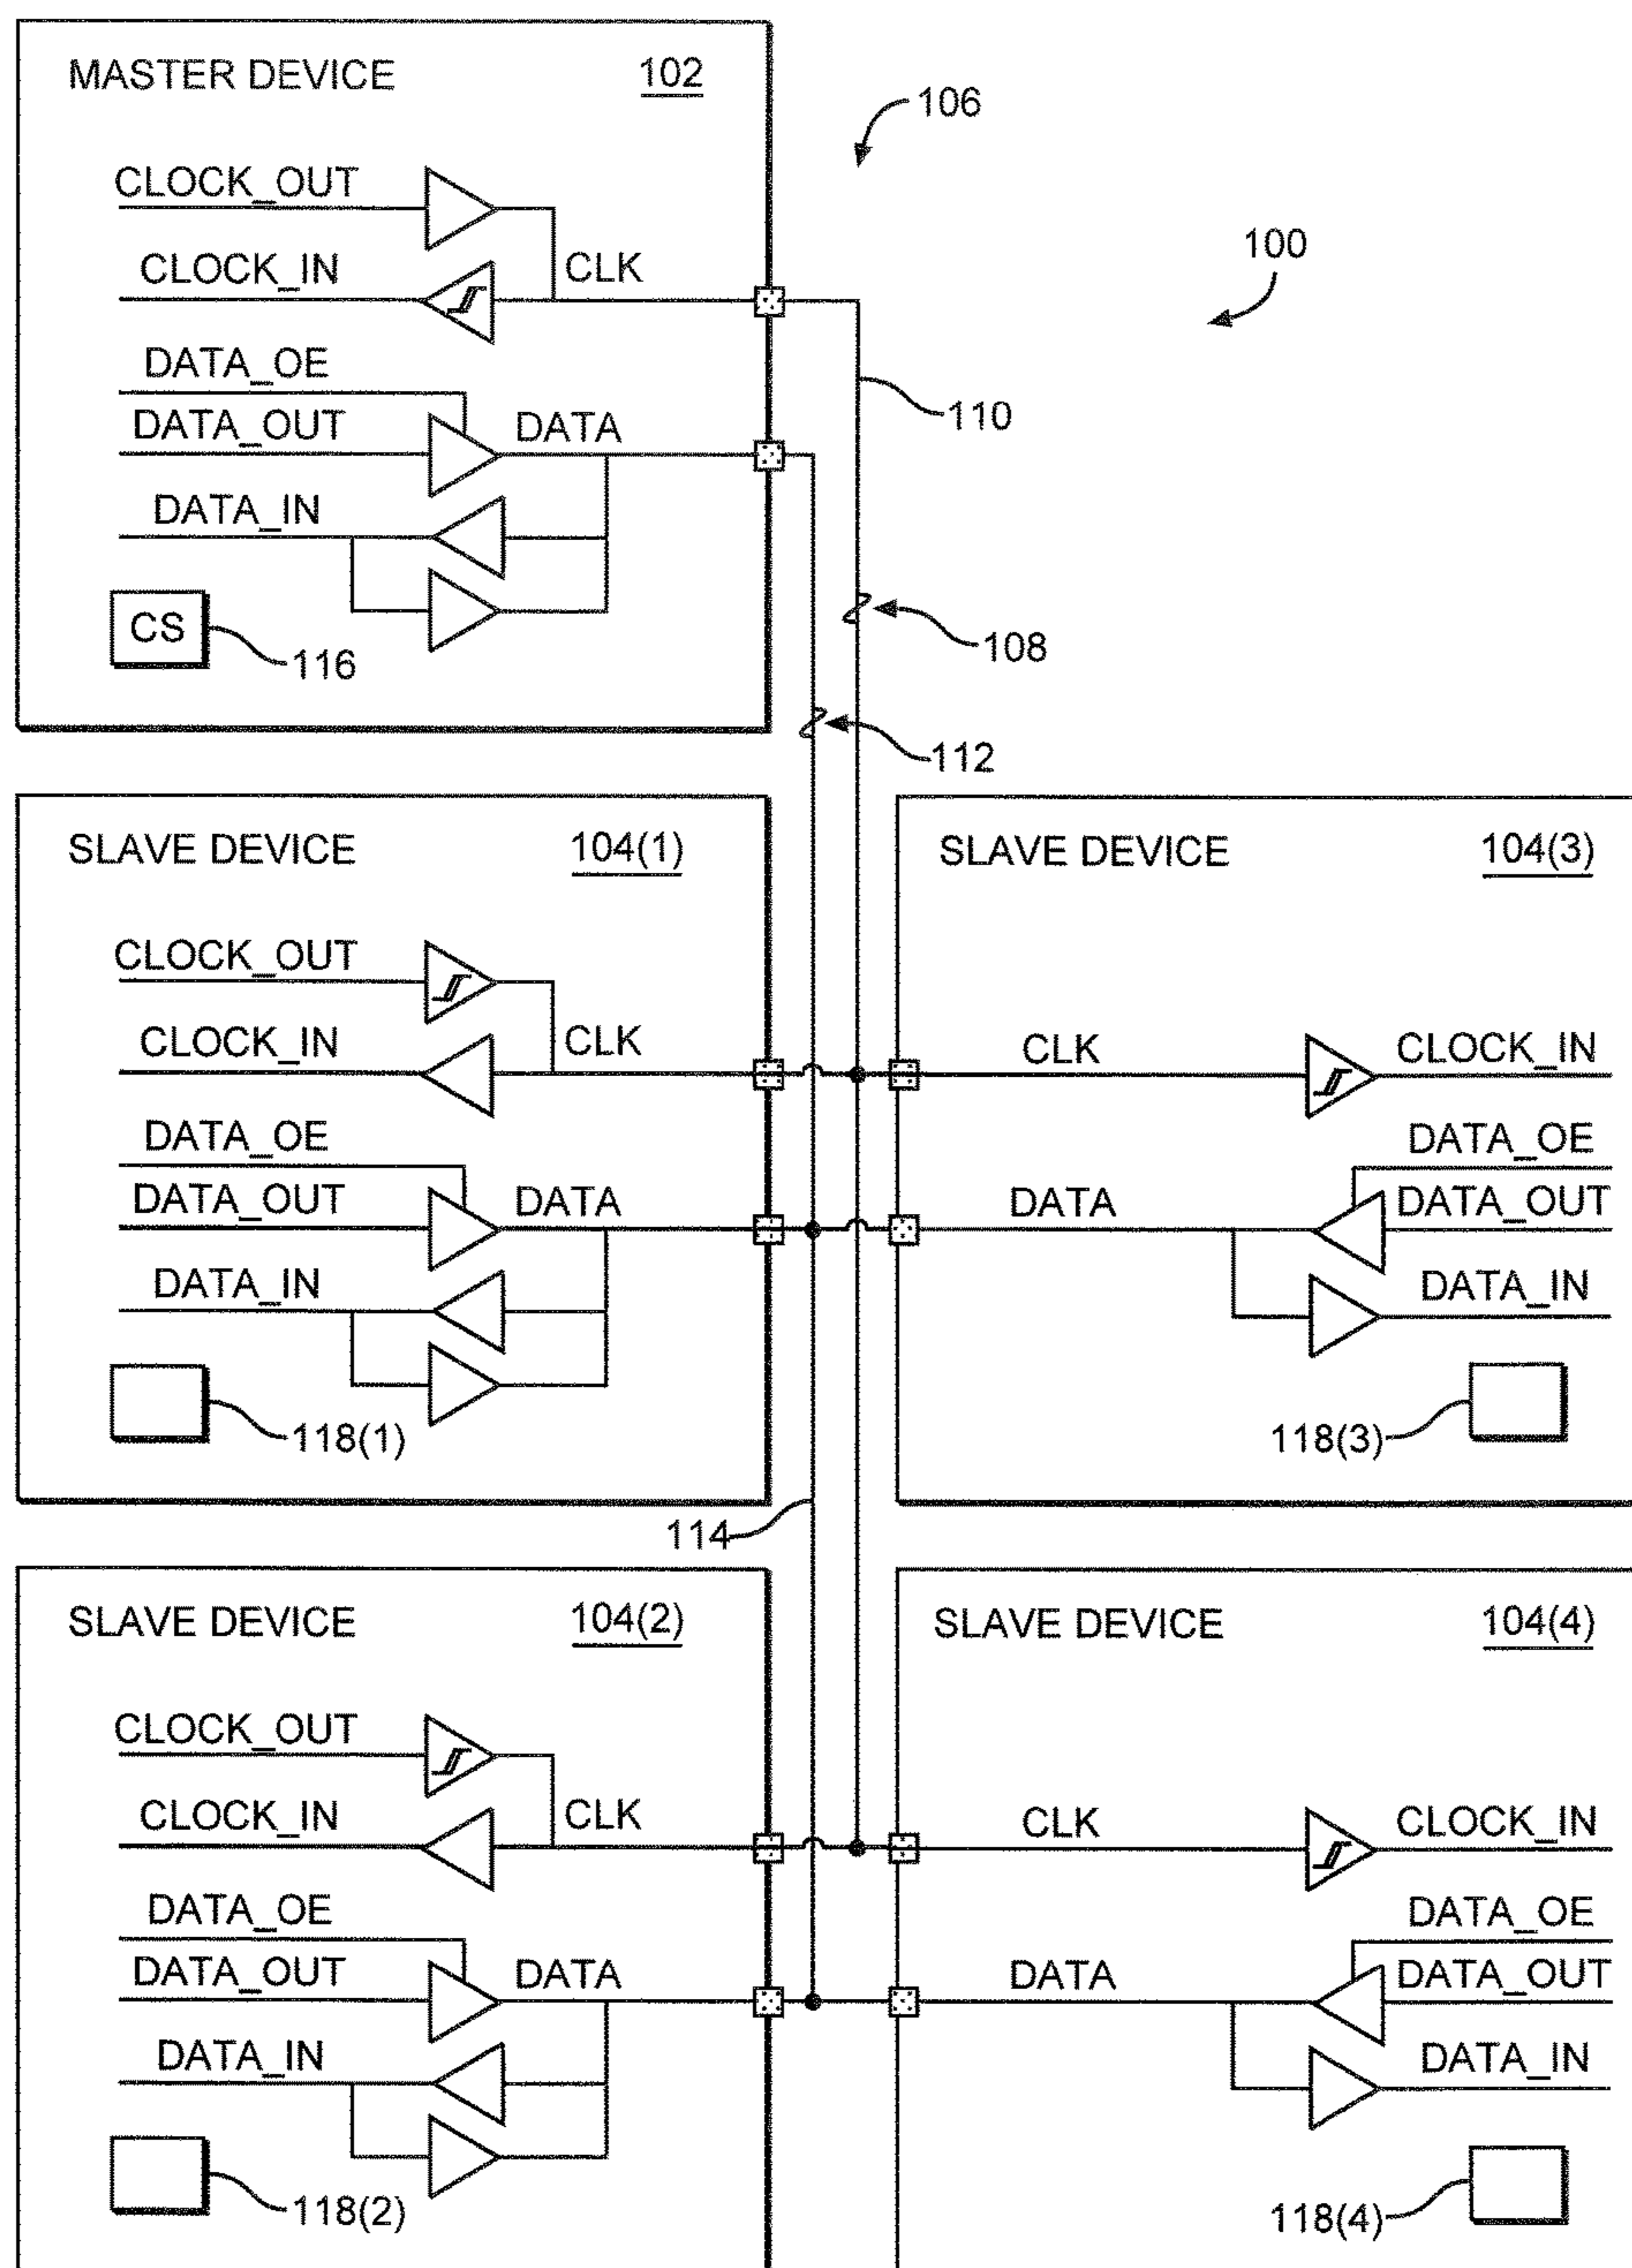 MASTER DEVICE 102
CLOCK_OUT
CLOCK_IN
CLK
DATA_OE
DATA_OUT
DATA
DATA_IN
CS
116
106
100
110
108
112
SLAVE DEVICE 104(1)
CLOCK_OUT
CLOCK_IN
CLK
DATA_OE
DATA_OUT
DATA
DATA_IN
118(1)
SLAVE DEVICE 104(3)
CLK
CLOCK_IN
DATA_OE
DATA
DATA_OUT
DATA_IN
118(3)
114
SLAVE DEVICE 104(2)
CLOCK_OUT
CLOCK_IN
CLK
DATA_OE
DATA_OUT
DATA
DATA_IN
118(2)
SLAVE DEVICE 104(4)
CLK
CLOCK_IN
DATA_OE
DATA
DATA_OUT
DATA_IN
118(4)